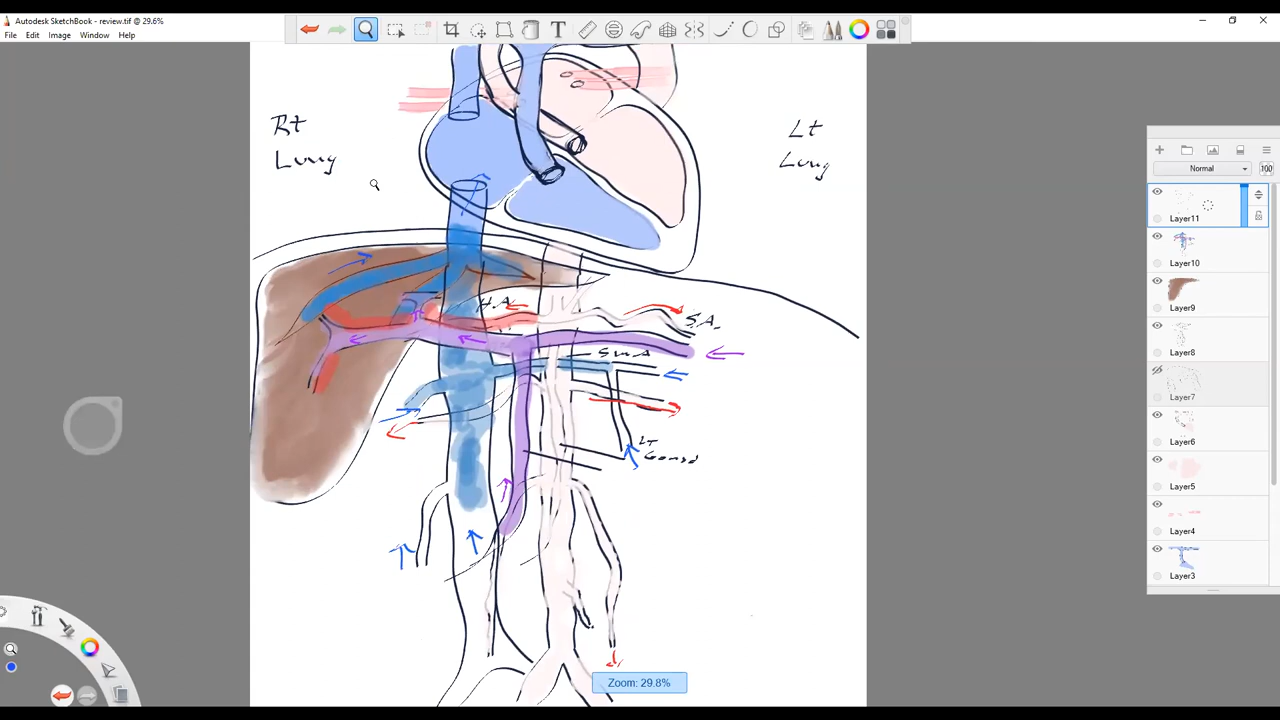 Autodesk SketchBook - review.tif @ 29.6%
File Edit Image Window Help
T
Rt
Lung
Lt
Lung
H.A
S.A.
SMA
LT
Gonad
Zoom: 29.8%
Normal
100
Layer11
Layer10
Layer9
Layer8
Layer7
Layer6
Layer5
Layer4
Layer3